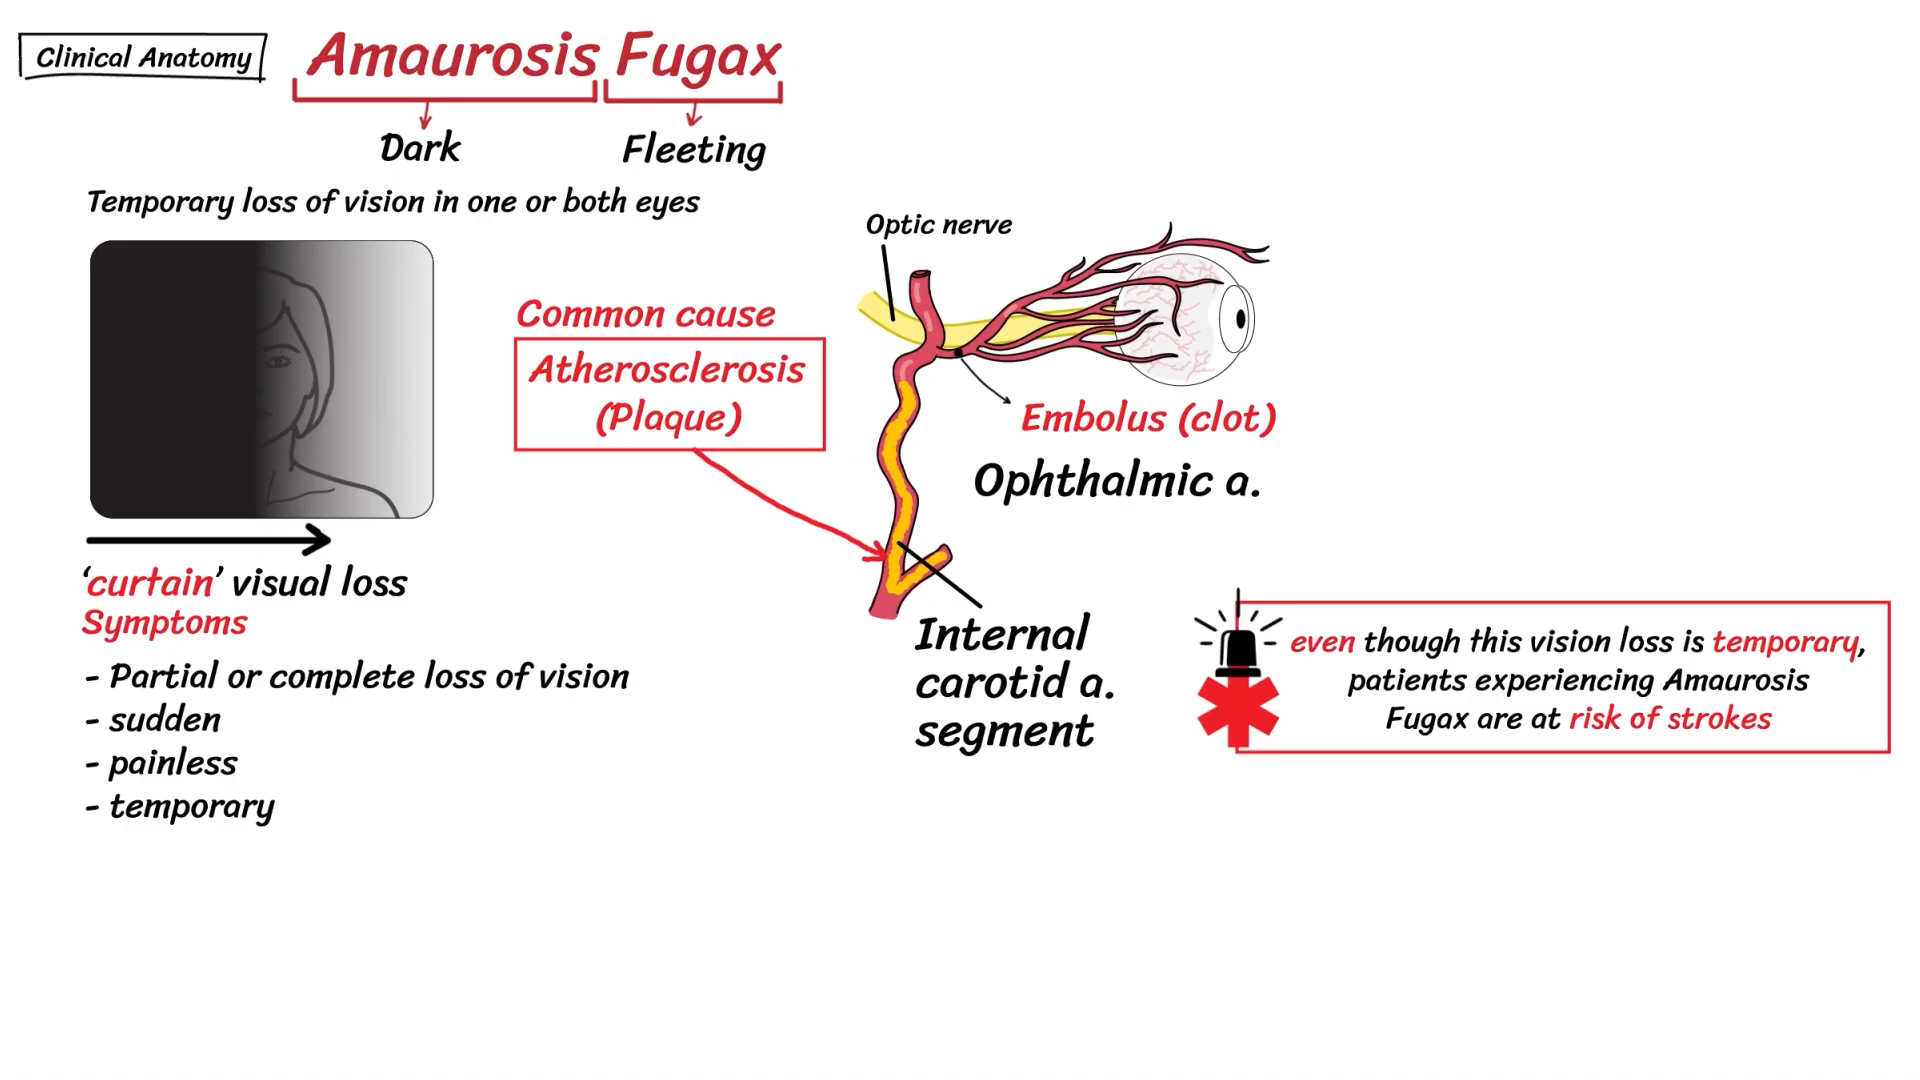 Clinical Anatomy
Amaurosis Fugax
Dark
Fleeting
Temporary loss of vision in one or both eyes
'curtain' visual loss
Symptoms
- Partial or complete loss of vision
- sudden
- painless
- temporary
Common cause
Atherosclerosis
(Plaque)
Optic nerve
Embolus (clot)
Ophthalmic a.
Internal
carotid a.
segment
even though this vision loss is temporary,
patients experiencing Amaurosis
Fugax are at risk of strokes